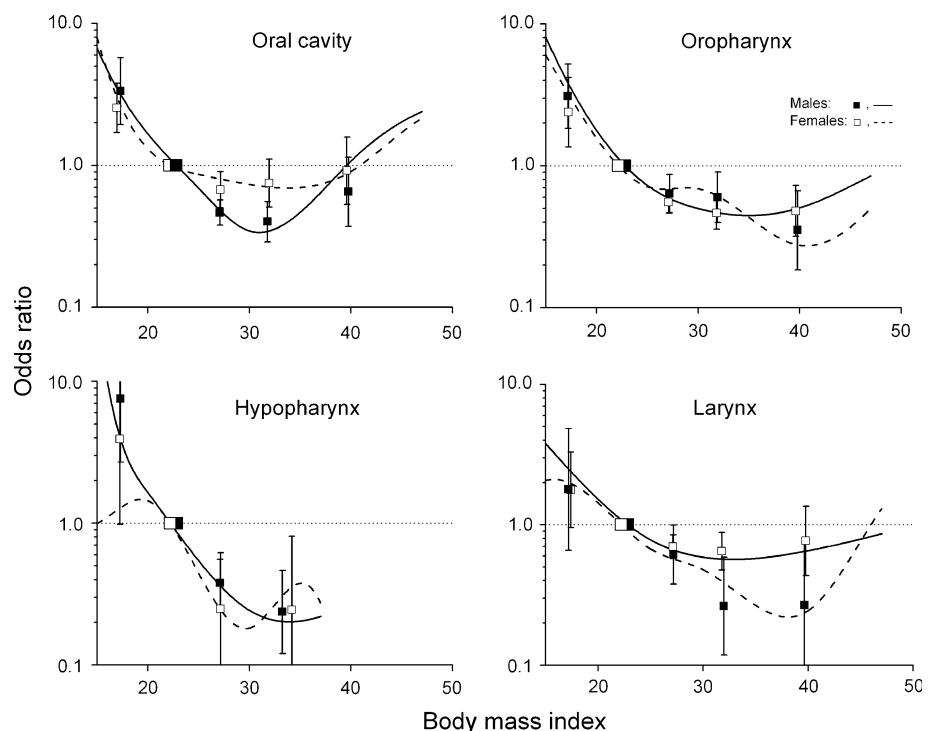 Oral cavity
10.0
1.0
0.1
20 30 40 50
Oropharynx
Males: ■ , —
Females: □ , ---
10.0
1.0
0.1
20 30 40 50
Odds ratio
Hypopharynx
10.0
1.0
0.1
20 30 40 50
Larynx
10.0
1.0
0.1
20 30 40 50
Body mass index